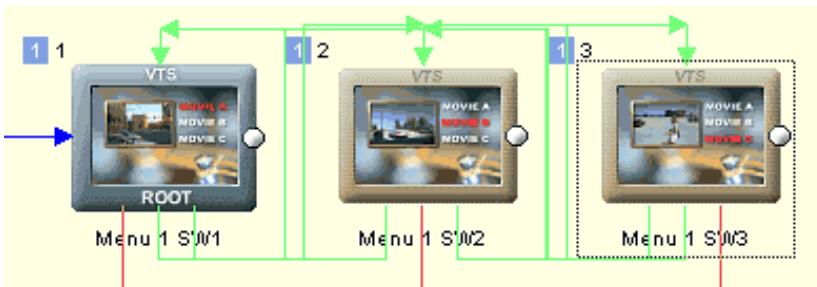 1 1
1 2
1 3
VTS
VTS
VTS
MOVIE A
MOVIE B
MOVIE C
MOVIE A
MOVIE B
MOVIE C
MOVIE A
MOVIE B
MOVIE C
ROOT
Menu 1 SW1
Menu 1 SW2
Menu 1 SW3